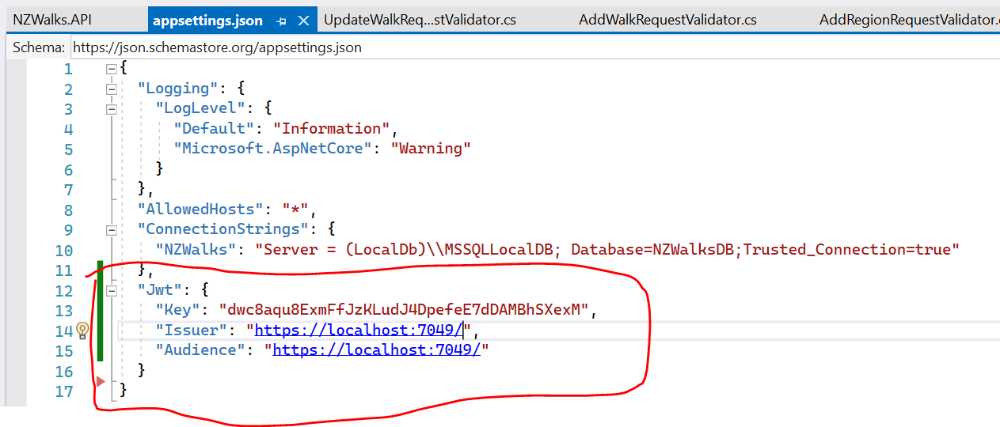 NZWalks.API appsettings.json UpdateWalkReq...stValidator.cs AddWalkRequestValidator.cs AddRegionRequestValidator.
Schema: https://json.schemastore.org/appsettings.json
1 {
2 "Logging": {
3 "LogLevel": {
4 "Default": "Information",
5 "Microsoft.AspNetCore": "Warning"
6 }
7 },
8 "AllowedHosts": "*",
9 "ConnectionStrings": {
10 "NZWalks": "Server = (LocalDb)\\MSSQLLocalDB; Database=NZWalksDB;Trusted_Connection=true"
11 },
12 "Jwt": {
13 "Key": "dwc8aqu8ExmFfJzKLudJ4DpefeE7dDAMBhSXexM",
14 "Issuer": "https://localhost:7049/",
15 "Audience": "https://localhost:7049/"
16 }
17 }